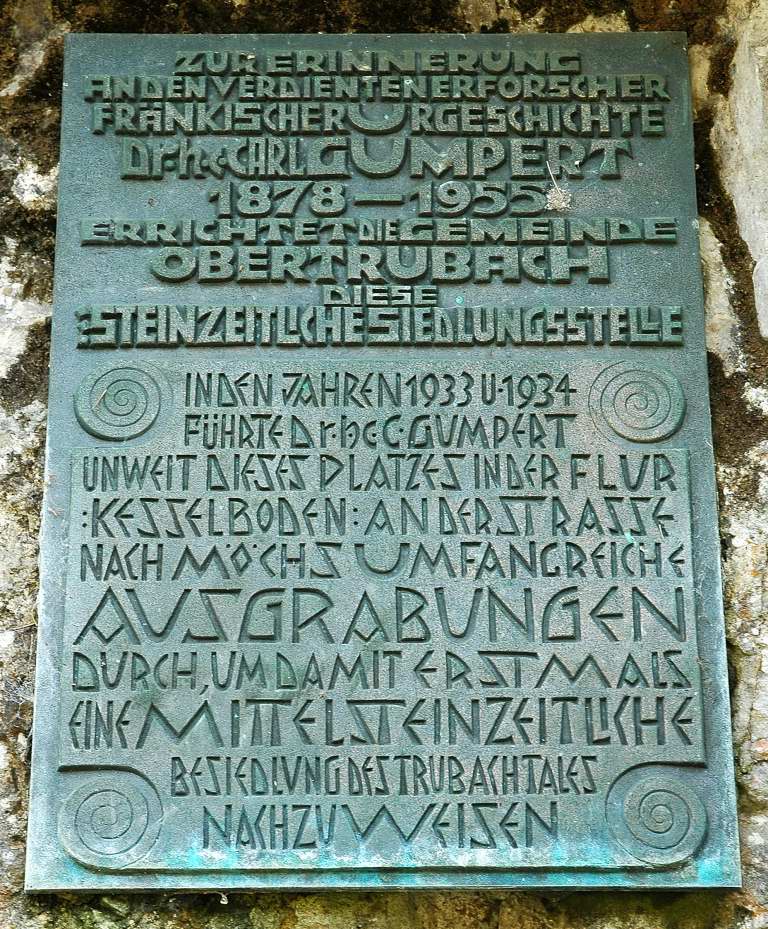 ZUR ERINNERUNG
AN DEN VERDIENTEN ERFORSCHER
FRÄNKISCHER URGESCHICHTE
Dr. h. c. CARL GUMPERT
1878 — 1955
ERRICHTET DIE GEMEINDE
OBERTRUBACH
DIESE
:STEINZEITLICHE SIEDLUNGSSTELLE
IN DEN JAHREN 1933 U. 1934
FÜHRTE Dr. h. c. C. GUMPERT
UNWEIT DIESES PLATZES IN DER FLUR
:KESSELBODEN: AN DER STRASSE
NACH MÖCHS UMFANGREICHE
AUSGRABUNGEN
DURCH, UM DAMIT ERSTMALS
EINE MITTELSTEINZEITLICHE
BESIEDLUNG DES TRUBACHTALES
NACHZUWEISEN